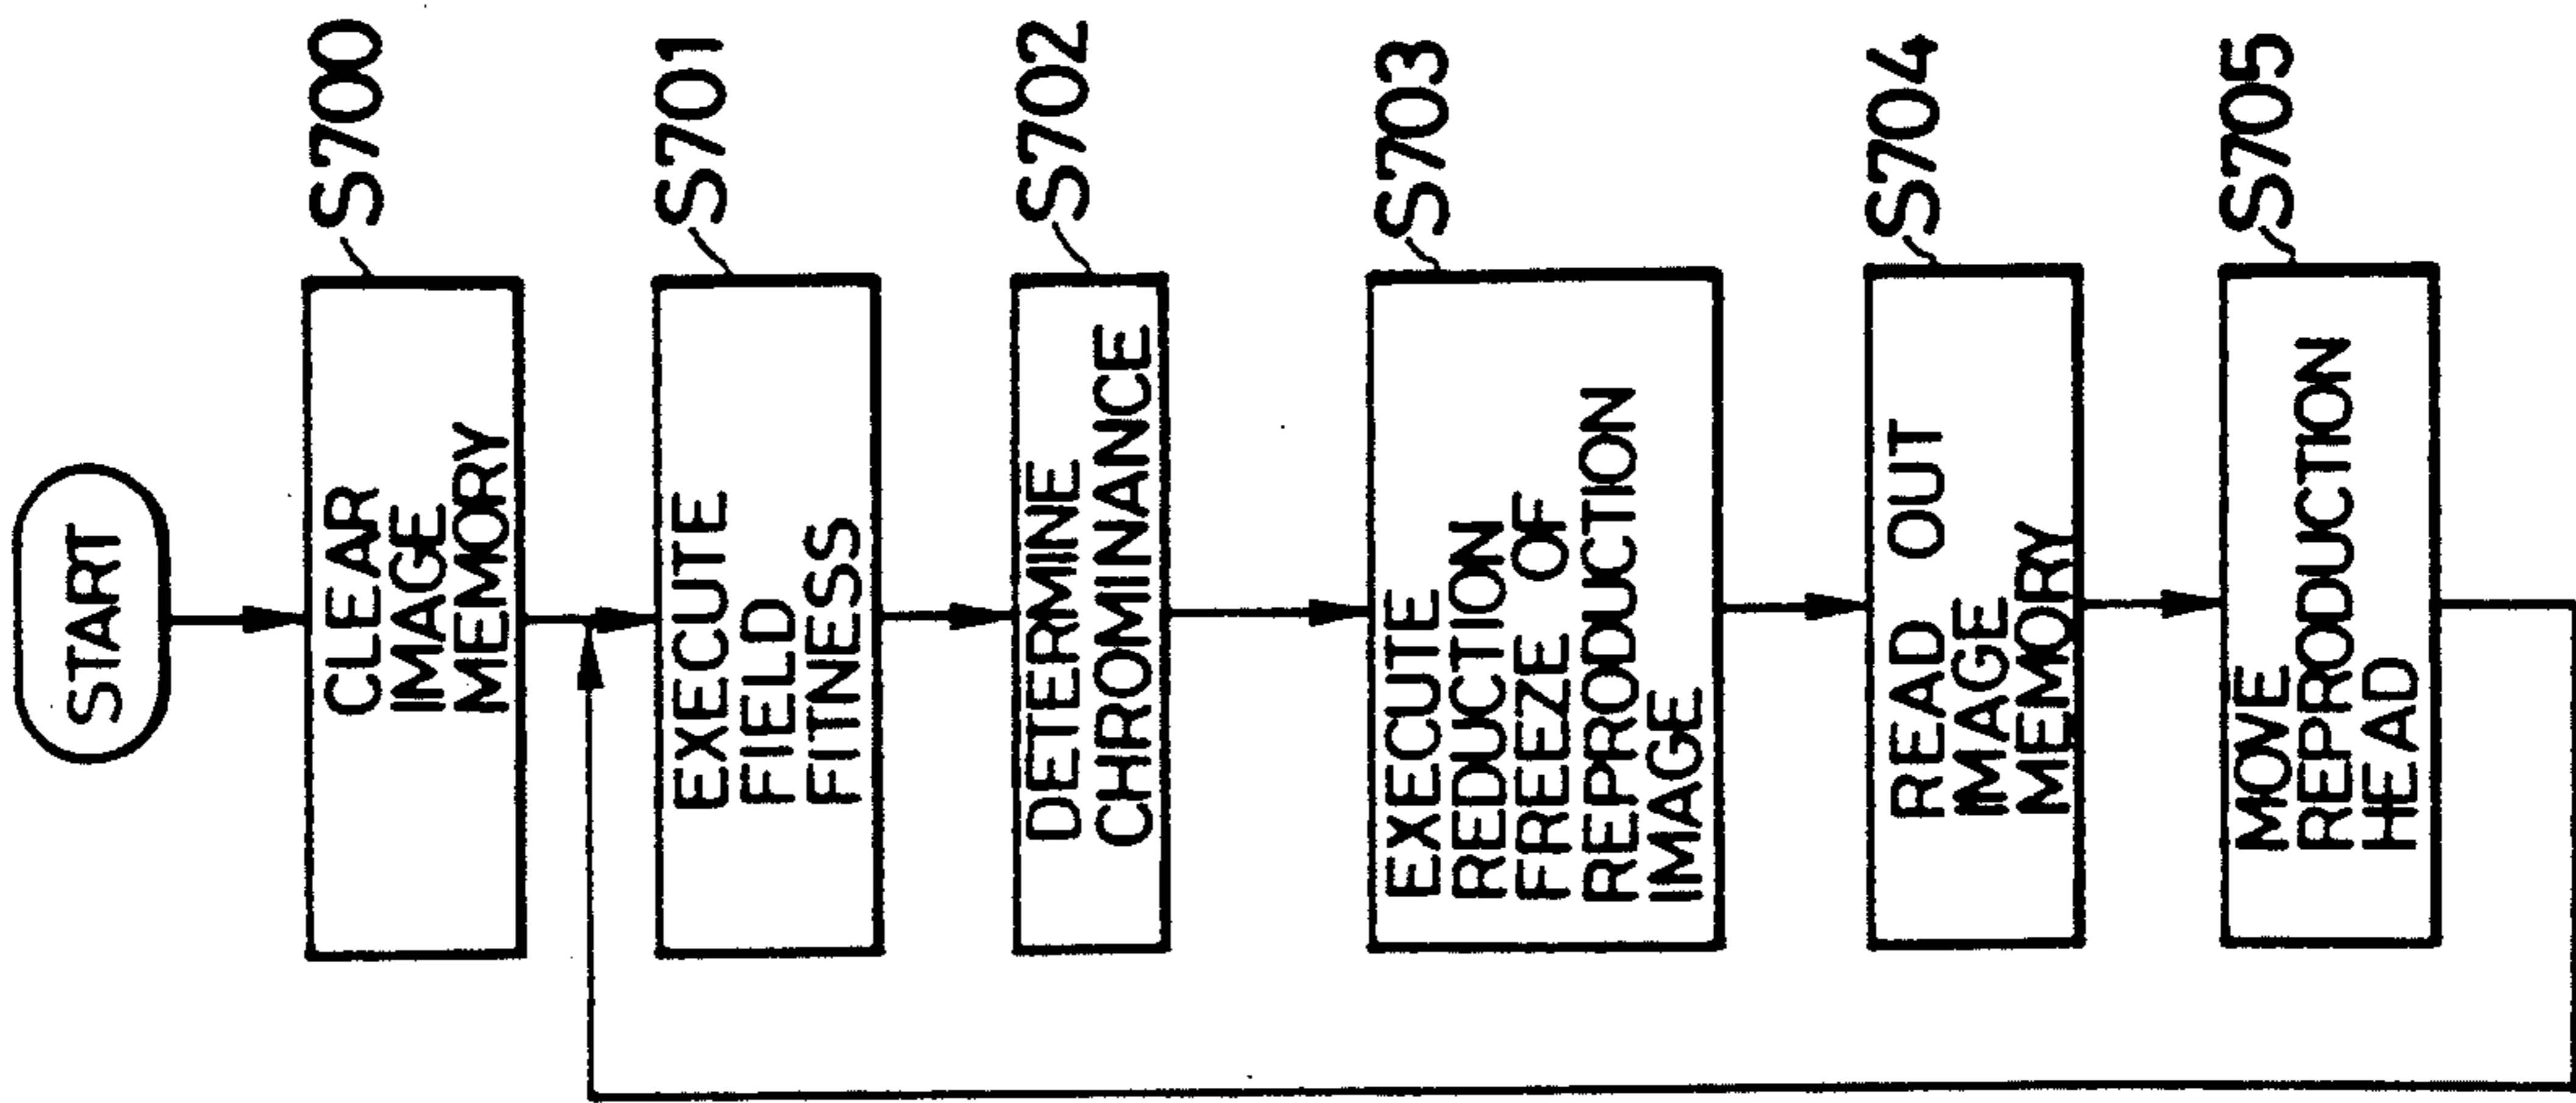 START
CLEAR
IMAGE
MEMORY
S700
EXECUTE
FIELD
FITNESS
S701
DETERMINE
CHROMINANCE
S702
EXECUTE
REDUCTION
FREEZE OF
REPRODUCTION
IMAGE
S703
READ OUT
IMAGE
MEMORY
S704
MOVE
REPRODUCTION
HEAD
S705